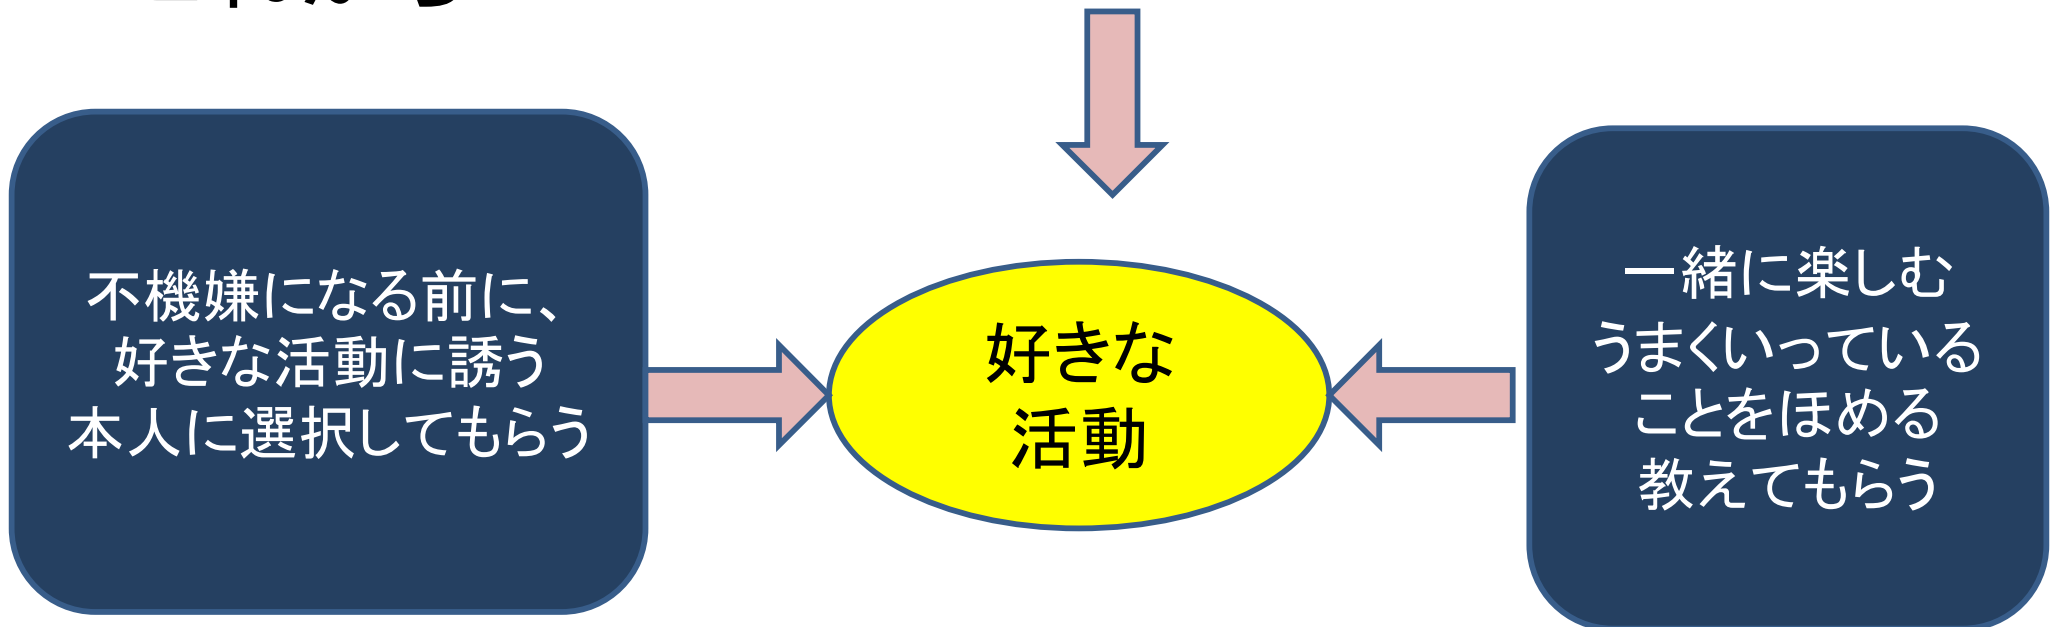 不機嫌になる前に、
好きな活動に誘う
本人に選択してもらう
好きな
活動
一緒に楽しむ
うまくいっている
ことをほめる
教えてもらう